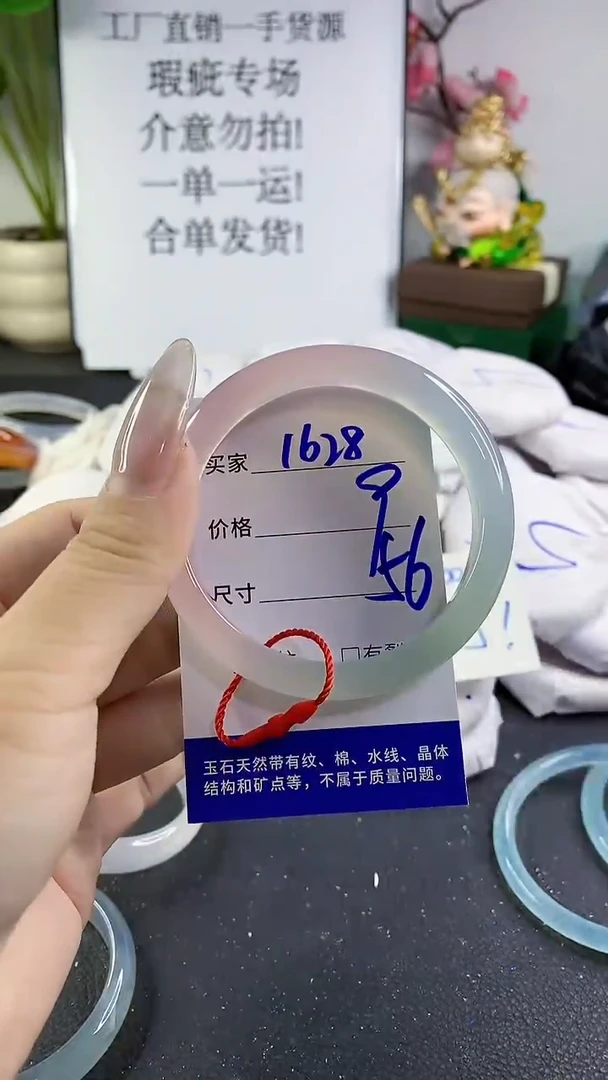 工厂直销一手货源
瑕疵专场
介意勿拍!
一单一运!
合单发货!
买家 1628
价格
尺寸 56
口有裂
玉石天然带有纹、棉、水线、晶体
结构和矿点等，不属于质量问题。